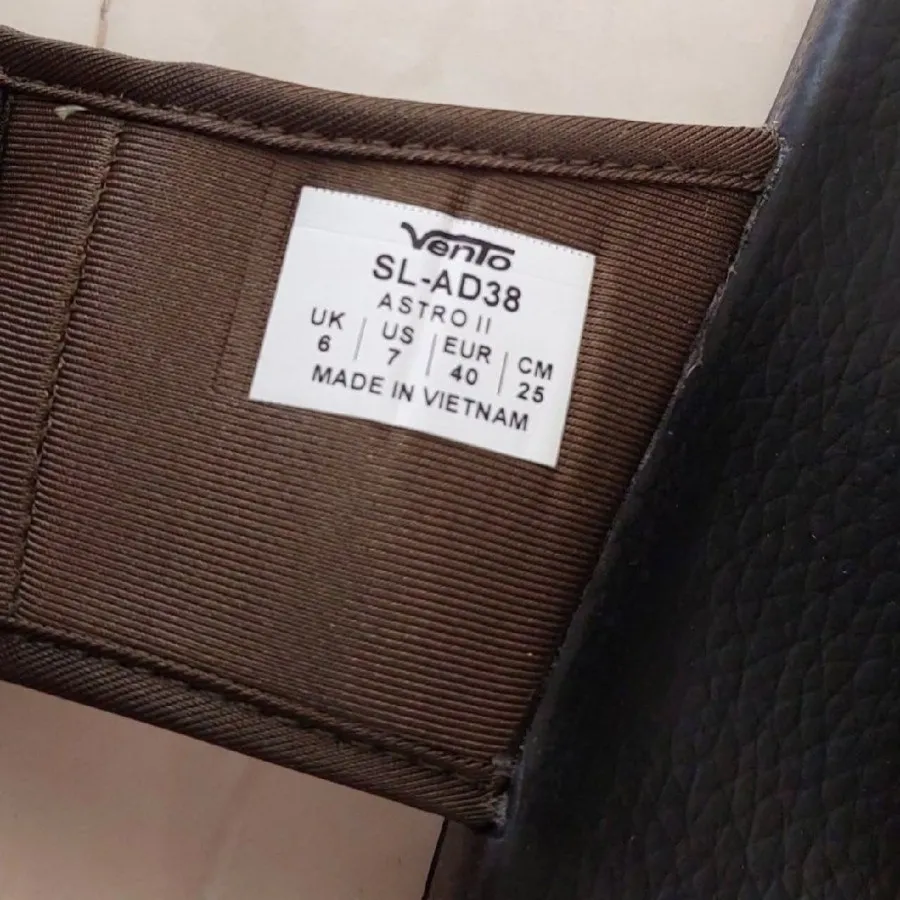 Vento
SL-AD38
ASTRO II
UK | US | EUR | CM
6 | 7 | 40 | 25
MADE IN VIETNAM